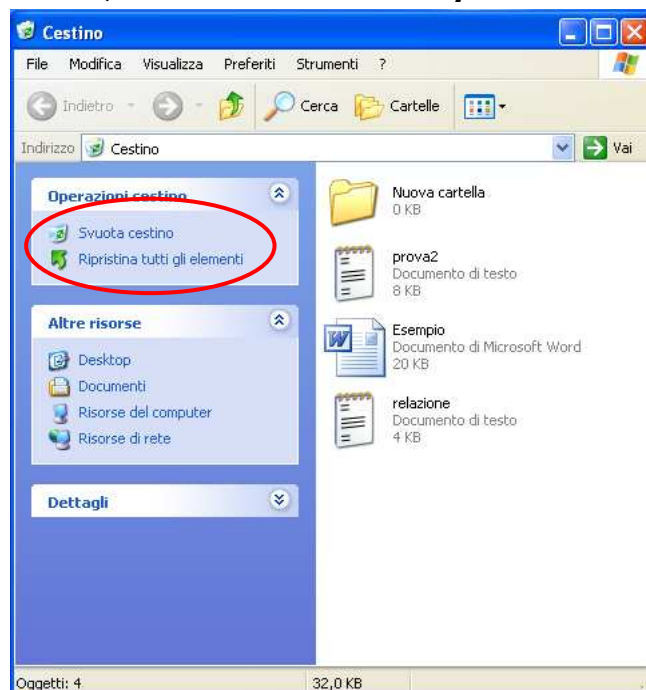 Cestino
File Modifica Visualizza Preferiti Strumenti ?
Indietro Cerca Cartelle
Indirizzo Cestino Vai
Operazioni cestino
Svuota cestino
Ripristina tutti gli elementi
Altre risorse
Desktop
Documenti
Risorse del computer
Risorse di rete
Dettagli
Nuova cartella
0 KB
prova2
Documento di testo
8 KB
Esempio
Documento di Microsoft Word
20 KB
relazione
Documento di testo
4 KB
Oggetti: 4 32,0 KB